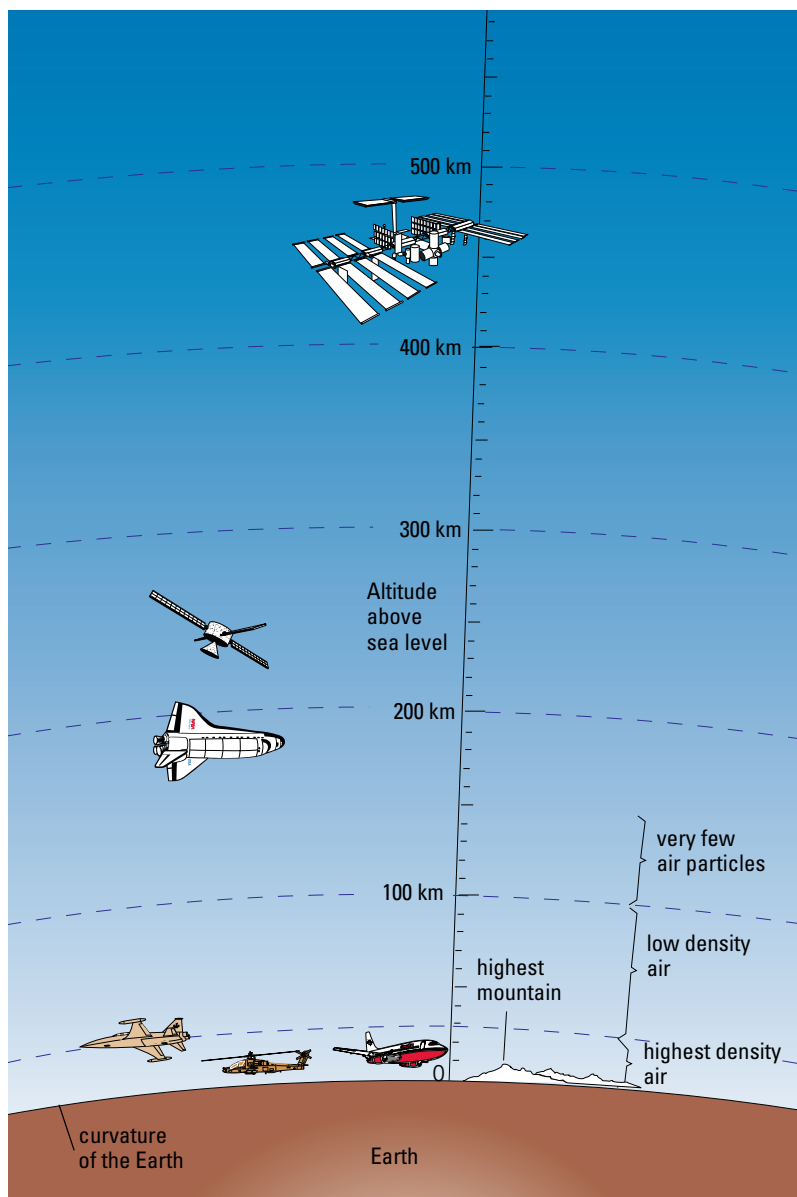 500 km
400 km
300 km
Altitude
above
sea level
200 km
very few
air particles
100 km
low density
air
highest
mountain
highest density
air
0
curvature
of the Earth
Earth